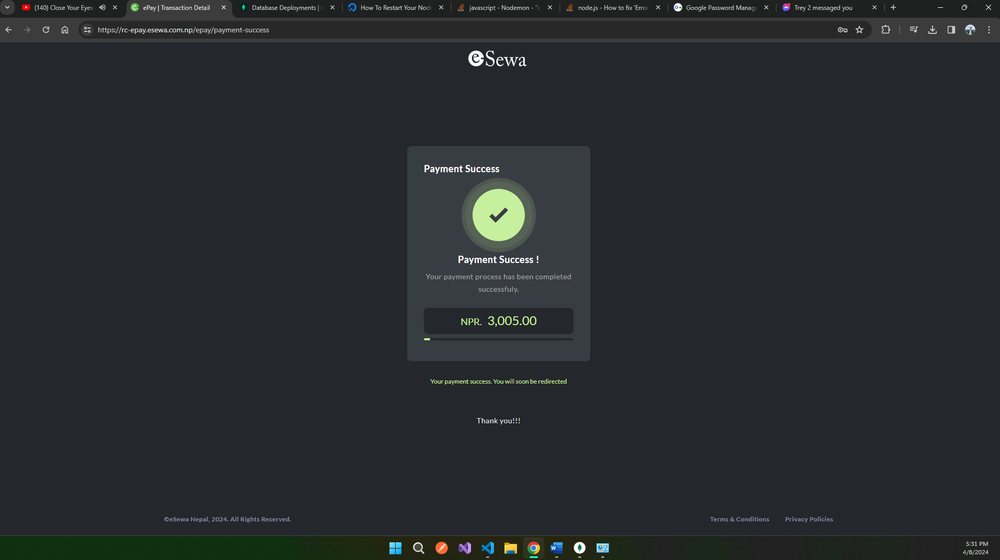 (140) Close Your Eyes
ePay | Transaction Detail
Database Deployments |
How To Restart Your Node
javascript - Nodemon - "c
node.js - How to fix 'Error
Google Password Manage
Trey 2 messaged you
https://rc-epay.esewa.com.np/epay/payment-success
eSewa
Payment Success
Payment Success !
Your payment process has been completed
successfuly.
NPR. 3,005.00
Your payment success. You will soon be redirected
Thank you!!!
©eSewa Nepal, 2024. All Rights Reserved.
Terms & Conditions
Privacy Policies
5:31 PM
4/8/2024